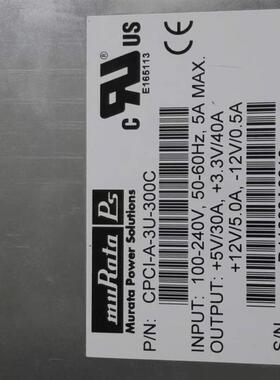 muRata Ps
Murata Power Solutions
c UR US
E165113
CE
P/N: CPCI-A-3U-300C
INPUT: 100-240V, 50-60Hz, 5A MAX.
OUTPUT: +5V/30A, +3.3V/40A
+12V/5.0A, -12V/0.5A
S/N: